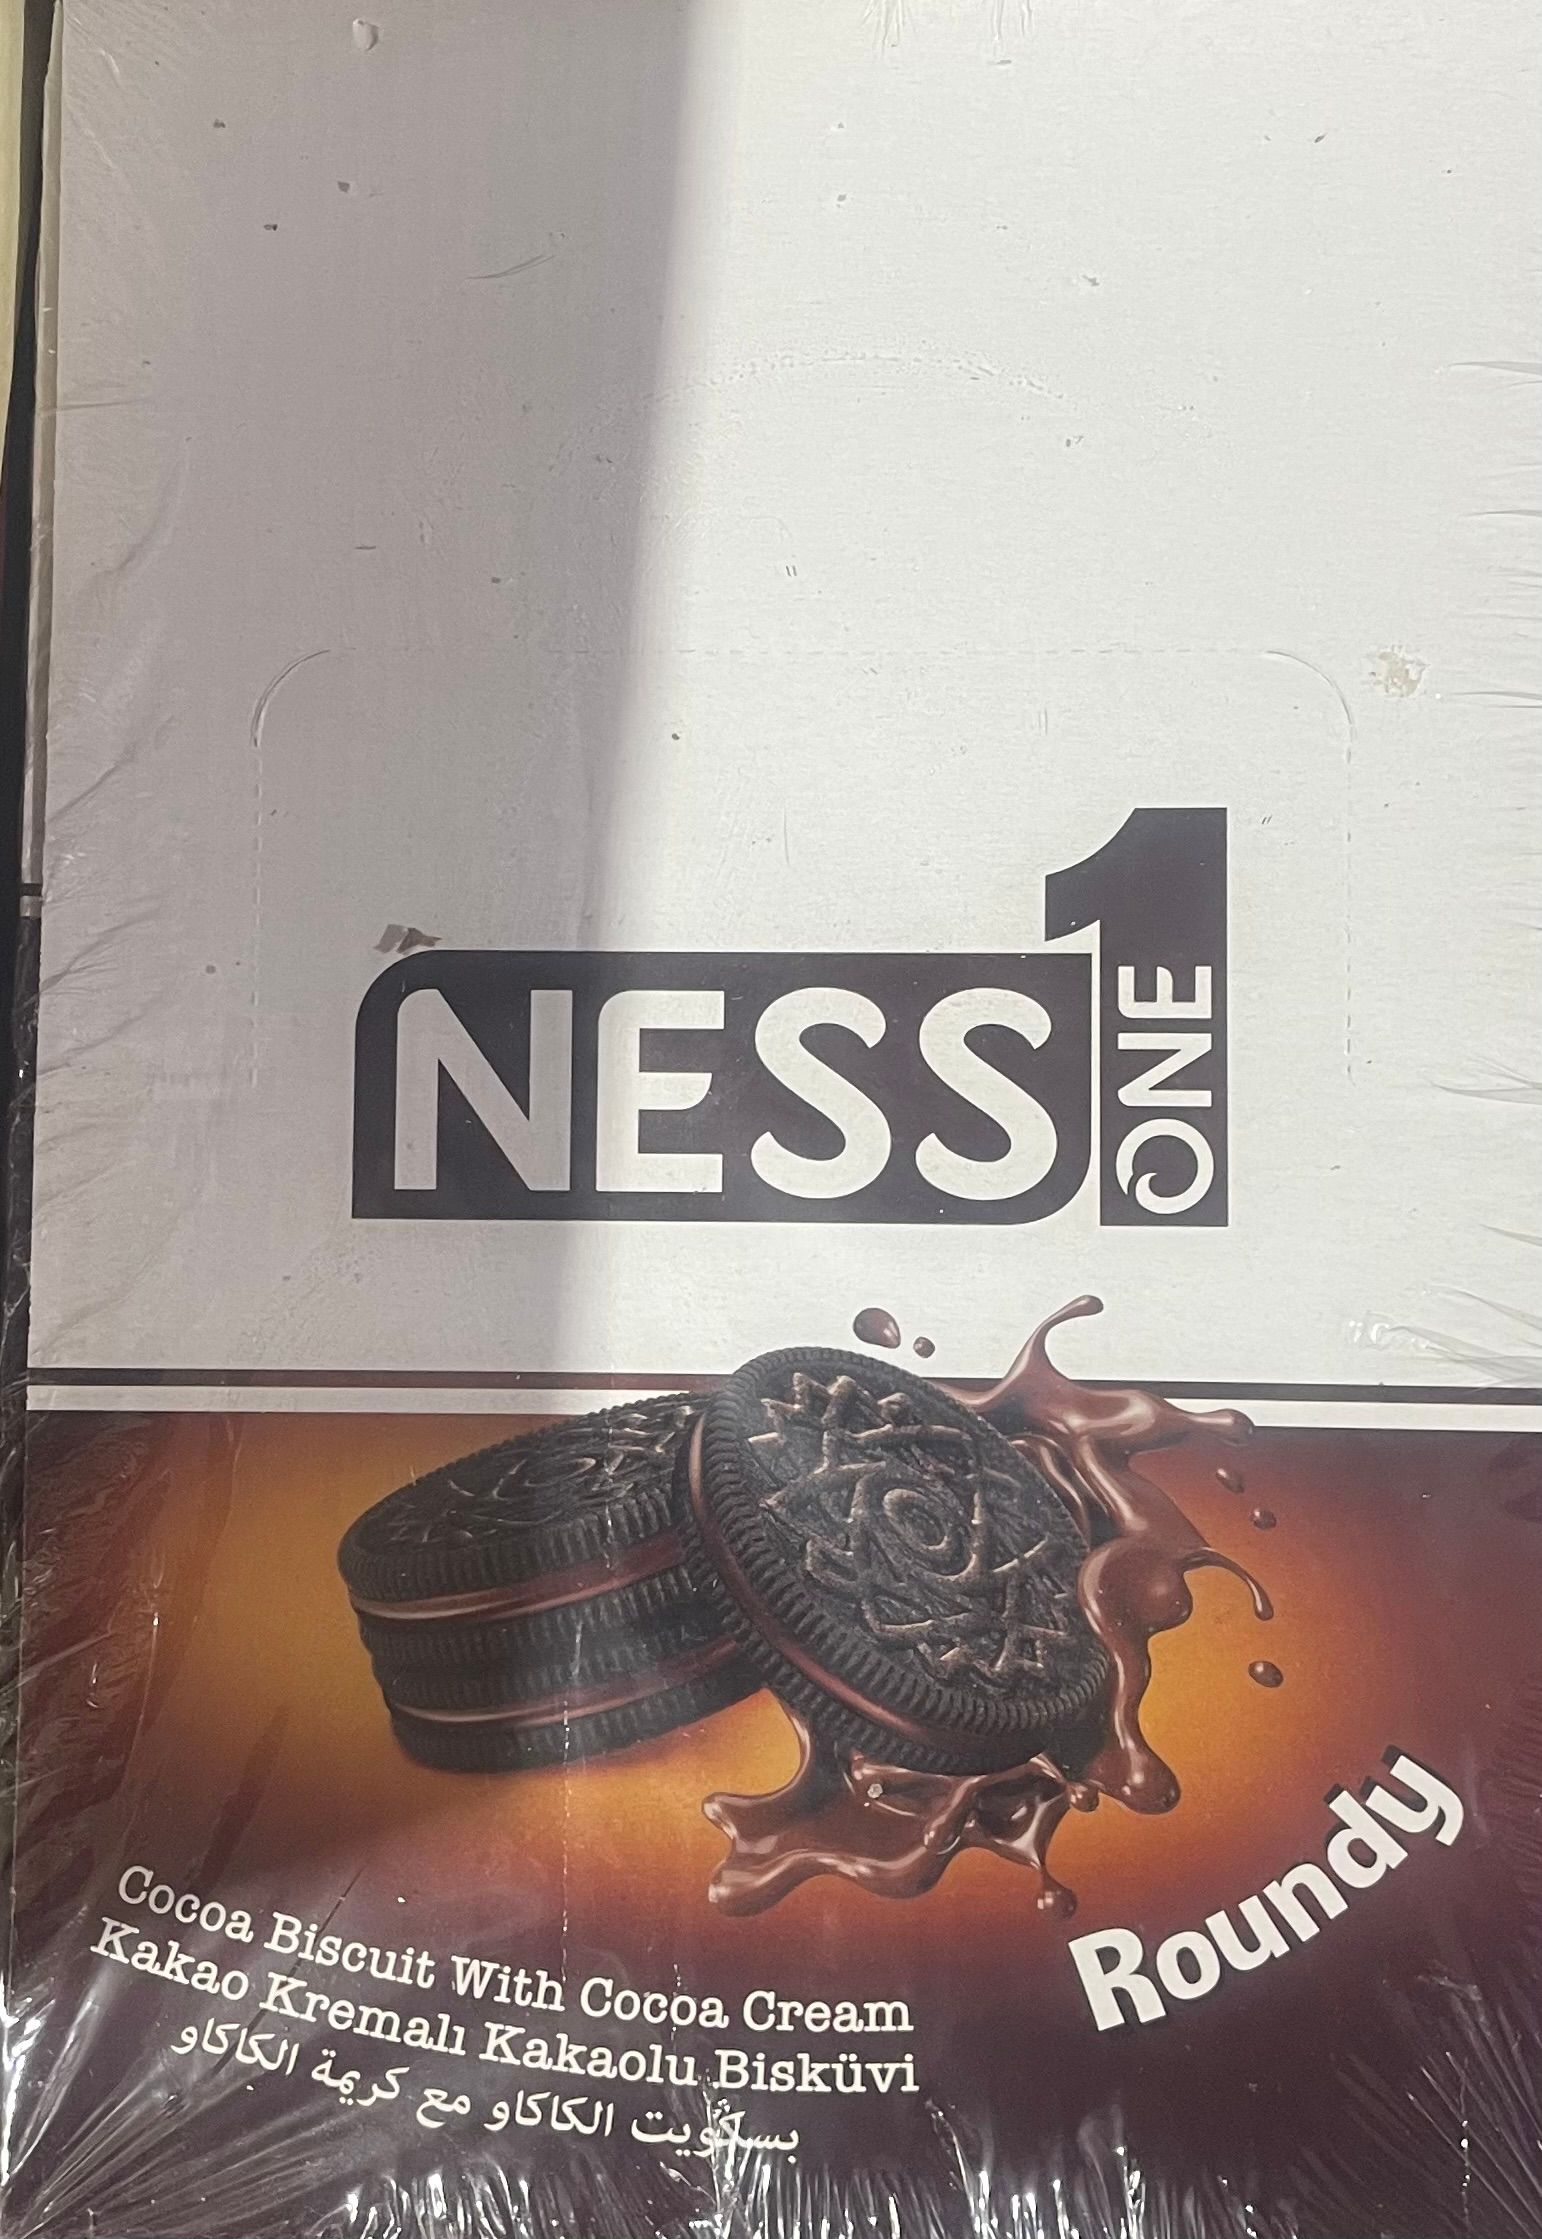 NESS
1
ONE
Roundy
Cocoa Biscuit With Cocoa Cream
Kakao Kremalı Kakaolu Bisküvi
بسكويت الكاكاو مع كريمة الكاكاو